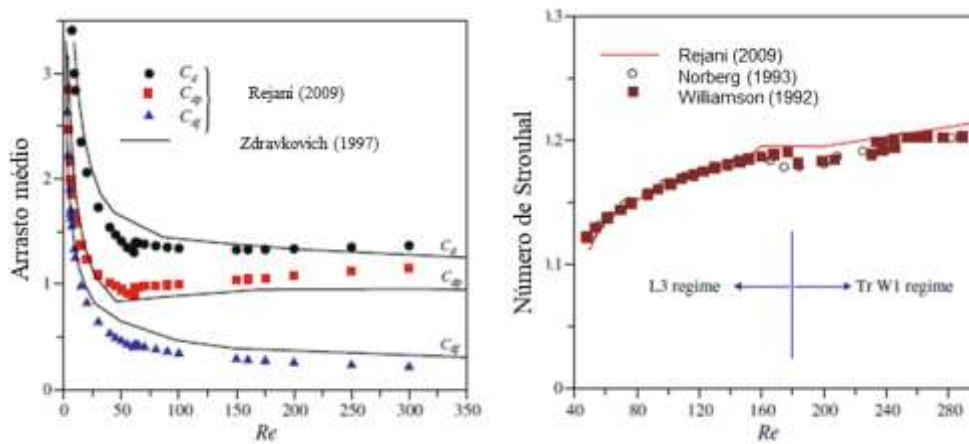 Arrasto médio
3
2
1
0
0 50 100 150 200 250 300 350
Re
C_d
C_dp
C_df
Rejani (2009)
Zdravkovich (1997)
C_d
C_dp
C_df
Número de Strouhal
1.3
1.2
1.1
1
40 80 120 160 200 240 280
Re
Rejani (2009)
Norberg (1993)
Williamson (1992)
L3 regime
Tr W1 regime